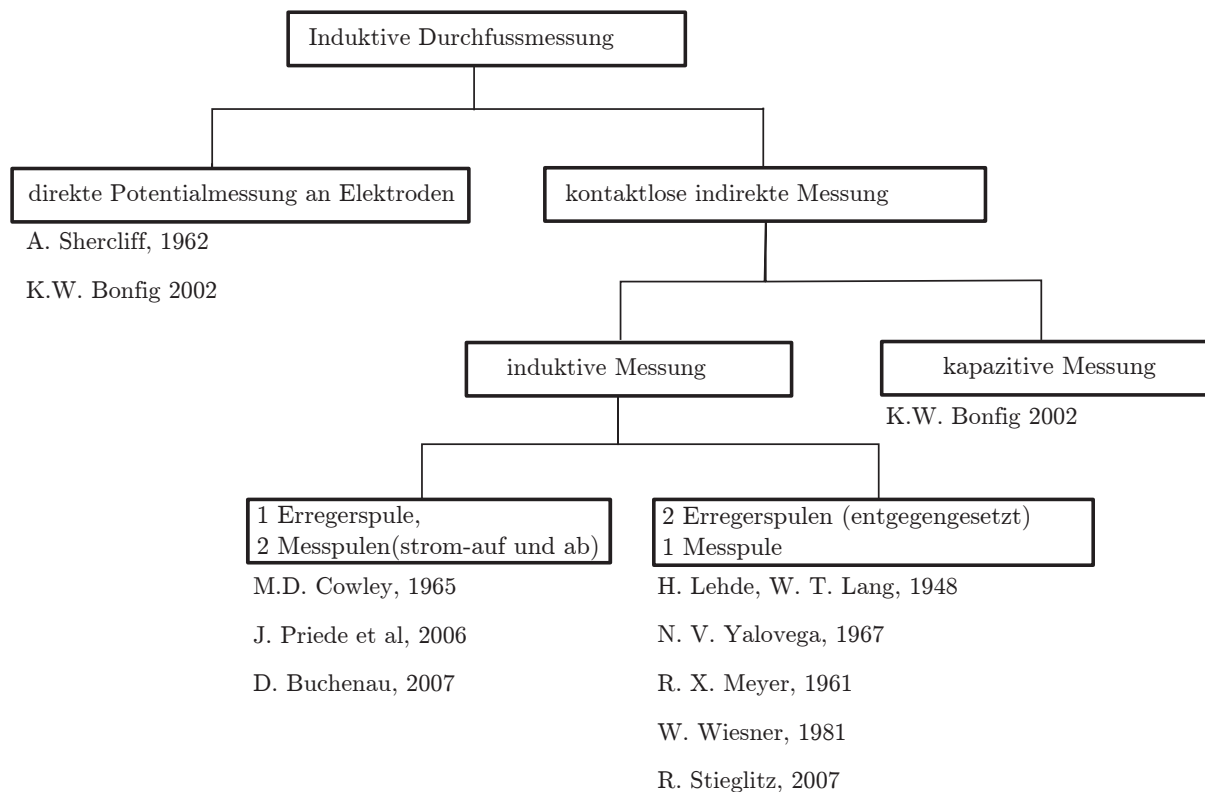 Induktive Durchfussmessung
direkte Potentialmessung an Elektroden
A. Shercliff, 1962
K.W. Bonfig 2002
kontaktlose indirekte Messung
induktive Messung
kapazitive Messung
K.W. Bonfig 2002
1 Erregerspule,
2 Messpulen(strom-auf und ab)
M.D. Cowley, 1965
J. Priede et al, 2006
D. Buchenau, 2007
2 Erregerspulen (entgegengesetzt)
1 Messpule
H. Lehde, W. T. Lang, 1948
N. V. Yalovega, 1967
R. X. Meyer, 1961
W. Wiesner, 1981
R. Stieglitz, 2007